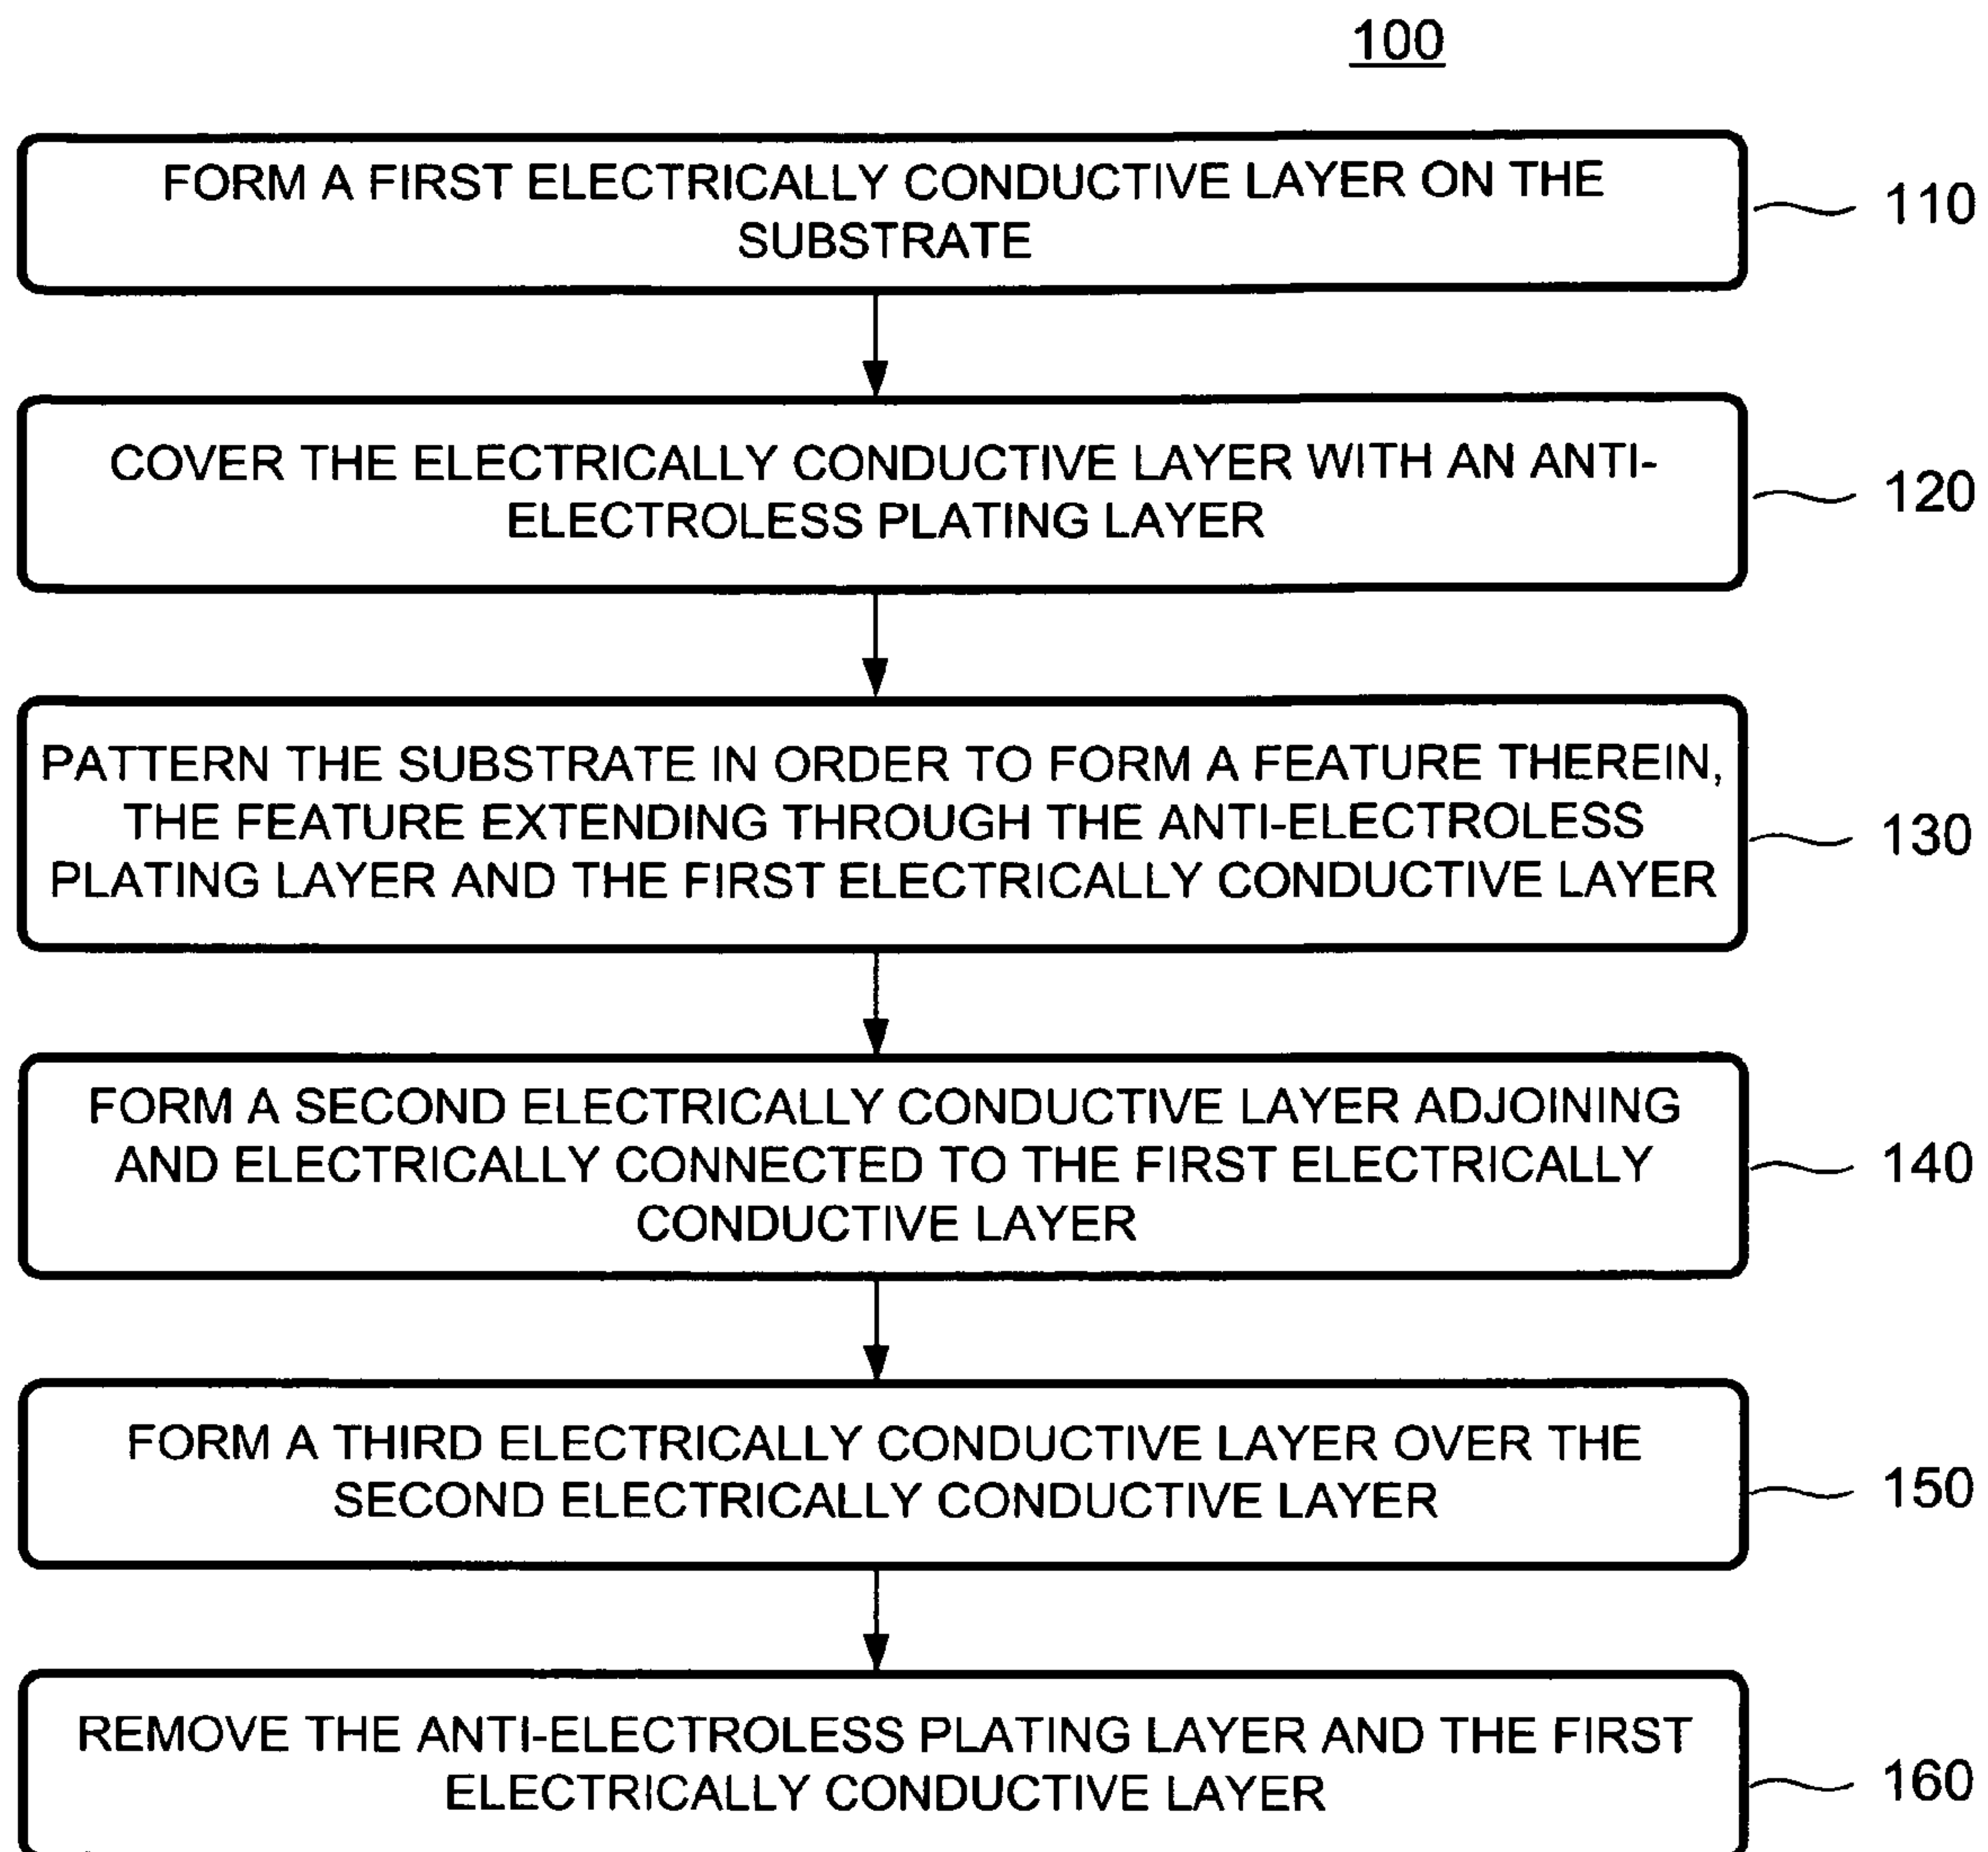 100
FORM A FIRST ELECTRICALLY CONDUCTIVE LAYER ON THE
SUBSTRATE
110
COVER THE ELECTRICALLY CONDUCTIVE LAYER WITH AN ANTI-
ELECTROLESS PLATING LAYER
120
PATTERN THE SUBSTRATE IN ORDER TO FORM A FEATURE THEREIN,
THE FEATURE EXTENDING THROUGH THE ANTI-ELECTROLESS
PLATING LAYER AND THE FIRST ELECTRICALLY CONDUCTIVE LAYER
130
FORM A SECOND ELECTRICALLY CONDUCTIVE LAYER ADJOINING
AND ELECTRICALLY CONNECTED TO THE FIRST ELECTRICALLY
CONDUCTIVE LAYER
140
FORM A THIRD ELECTRICALLY CONDUCTIVE LAYER OVER THE
SECOND ELECTRICALLY CONDUCTIVE LAYER
150
REMOVE THE ANTI-ELECTROLESS PLATING LAYER AND THE FIRST
ELECTRICALLY CONDUCTIVE LAYER
160